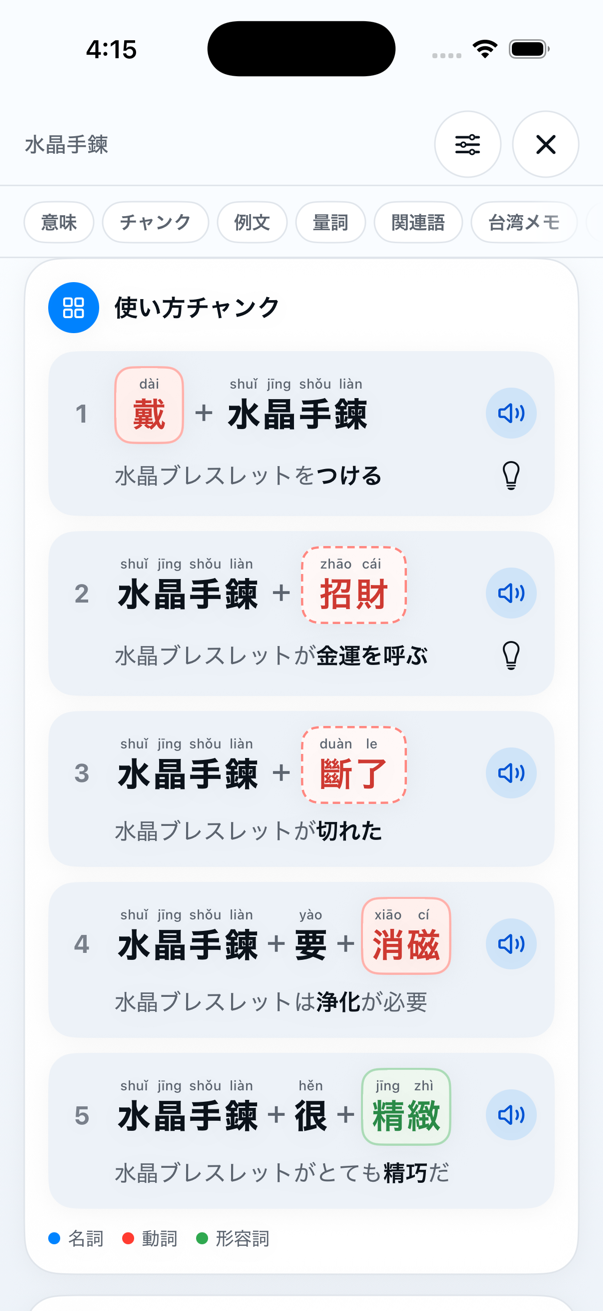 4:15
水晶手鍊
意味 チャンク 例文 量詞 関連語 台湾メモ
使い方チャンク
dài shuǐ jīng shǒu liàn
1 戴 + 水晶手鍊
水晶ブレスレットをつける
shuǐ jīng shǒu liàn zhāo cái
2 水晶手鍊 + 招財
水晶ブレスレットが金運を呼ぶ
shuǐ jīng shǒu liàn duàn le
3 水晶手鍊 + 斷了
水晶ブレスレットが切れた
shuǐ jīng shǒu liàn yào xiāo cí
4 水晶手鍊 + 要 + 消磁
水晶ブレスレットは浄化が必要
shuǐ jīng shǒu liàn hěn jīng zhì
5 水晶手鍊 + 很 + 精緻
水晶ブレスレットがとても精巧だ
名詞 動詞 形容詞